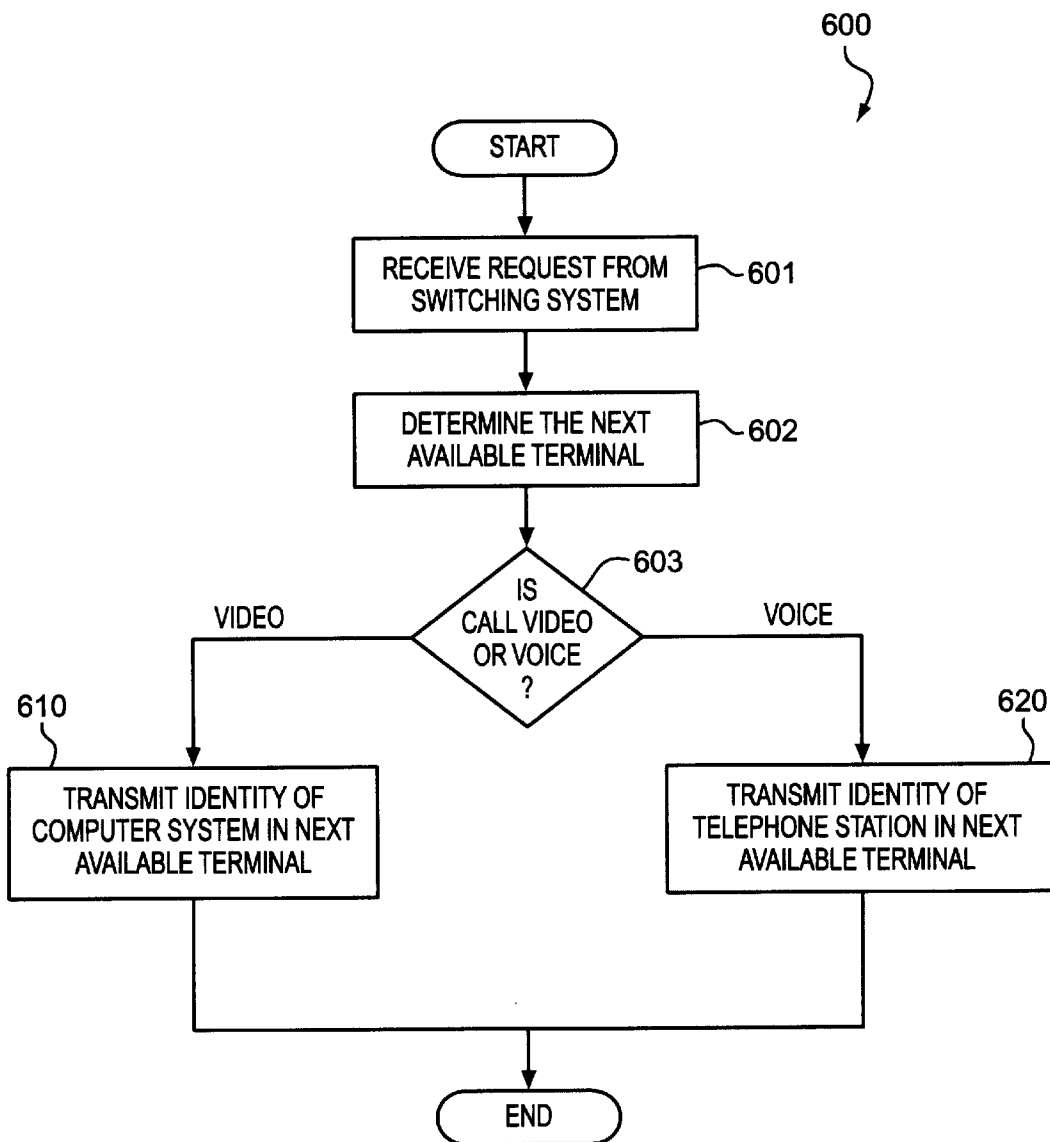 600
START
RECEIVE REQUEST FROM
SWITCHING SYSTEM
601
DETERMINE THE NEXT
AVAILABLE TERMINAL
602
603
IS
CALL VIDEO
OR VOICE
?
VIDEO
VOICE
610
TRANSMIT IDENTITY OF
COMPUTER SYSTEM IN NEXT
AVAILABLE TERMINAL
620
TRANSMIT IDENTITY OF
TELEPHONE STATION IN NEXT
AVAILABLE TERMINAL
END